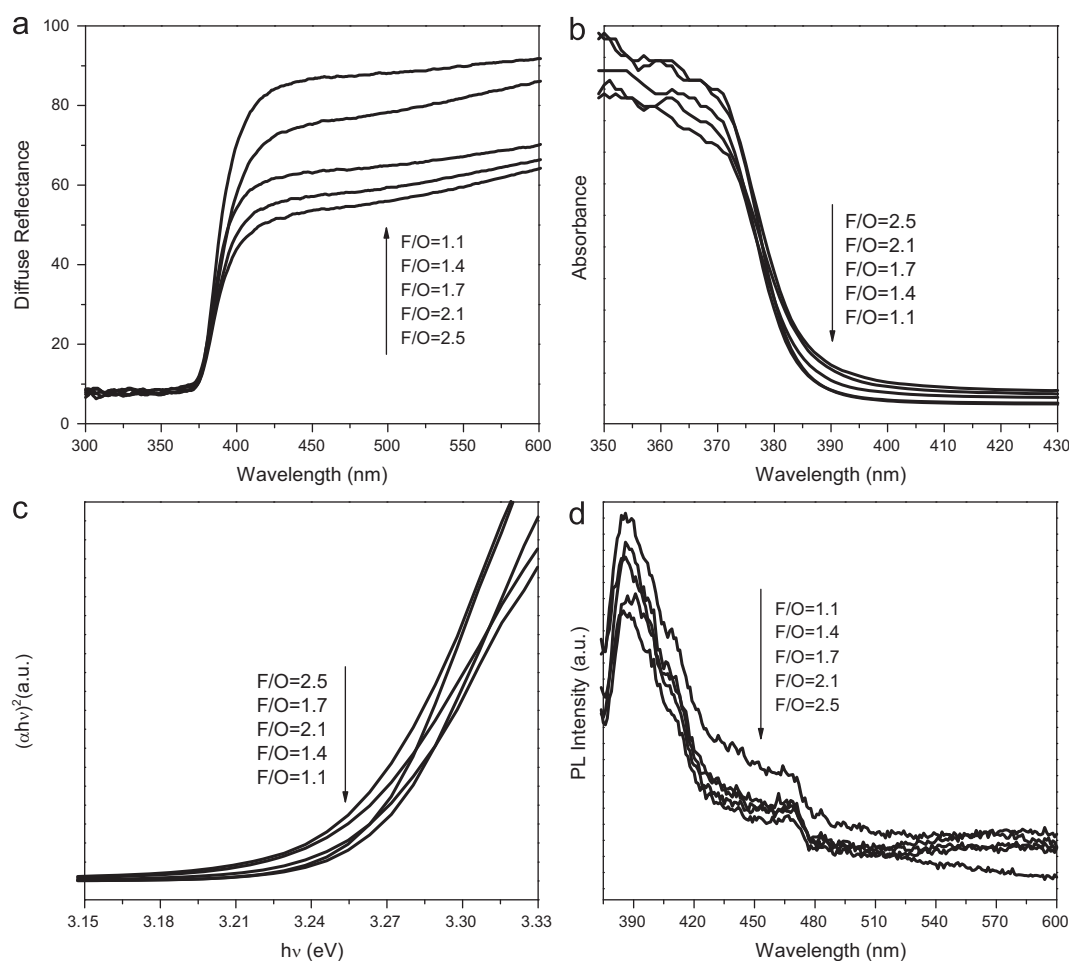 a
100
80
60
40
20
0
Diffuse Reflectance
F/O=1.1
F/O=1.4
F/O=1.7
F/O=2.1
F/O=2.5
300 350 400 450 500 550 600
Wavelength (nm)
b
Absorbance
F/O=2.5
F/O=2.1
F/O=1.7
F/O=1.4
F/O=1.1
350 360 370 380 390 400 410 420 430
Wavelength (nm)
c
(αhν)²(a.u.)
F/O=2.5
F/O=1.7
F/O=2.1
F/O=1.4
F/O=1.1
3.15 3.18 3.21 3.24 3.27 3.30 3.33
hν (eV)
d
PL Intensity (a.u.)
F/O=1.1
F/O=1.4
F/O=1.7
F/O=2.1
F/O=2.5
390 420 450 480 510 540 570 600
Wavelength (nm)